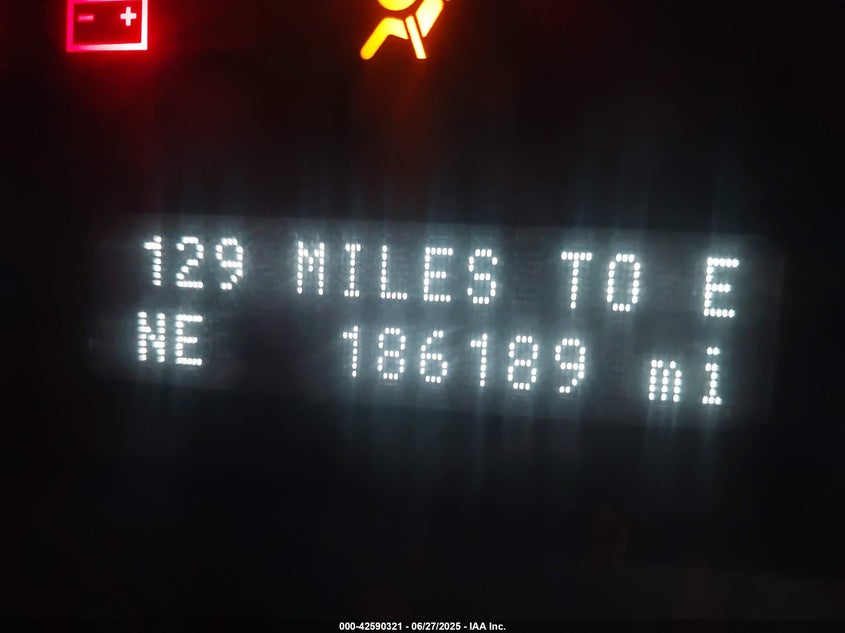 129 MILES TO E
NE 186189 mi
000-42590321 - 06/27/2025 - IAA Inc.